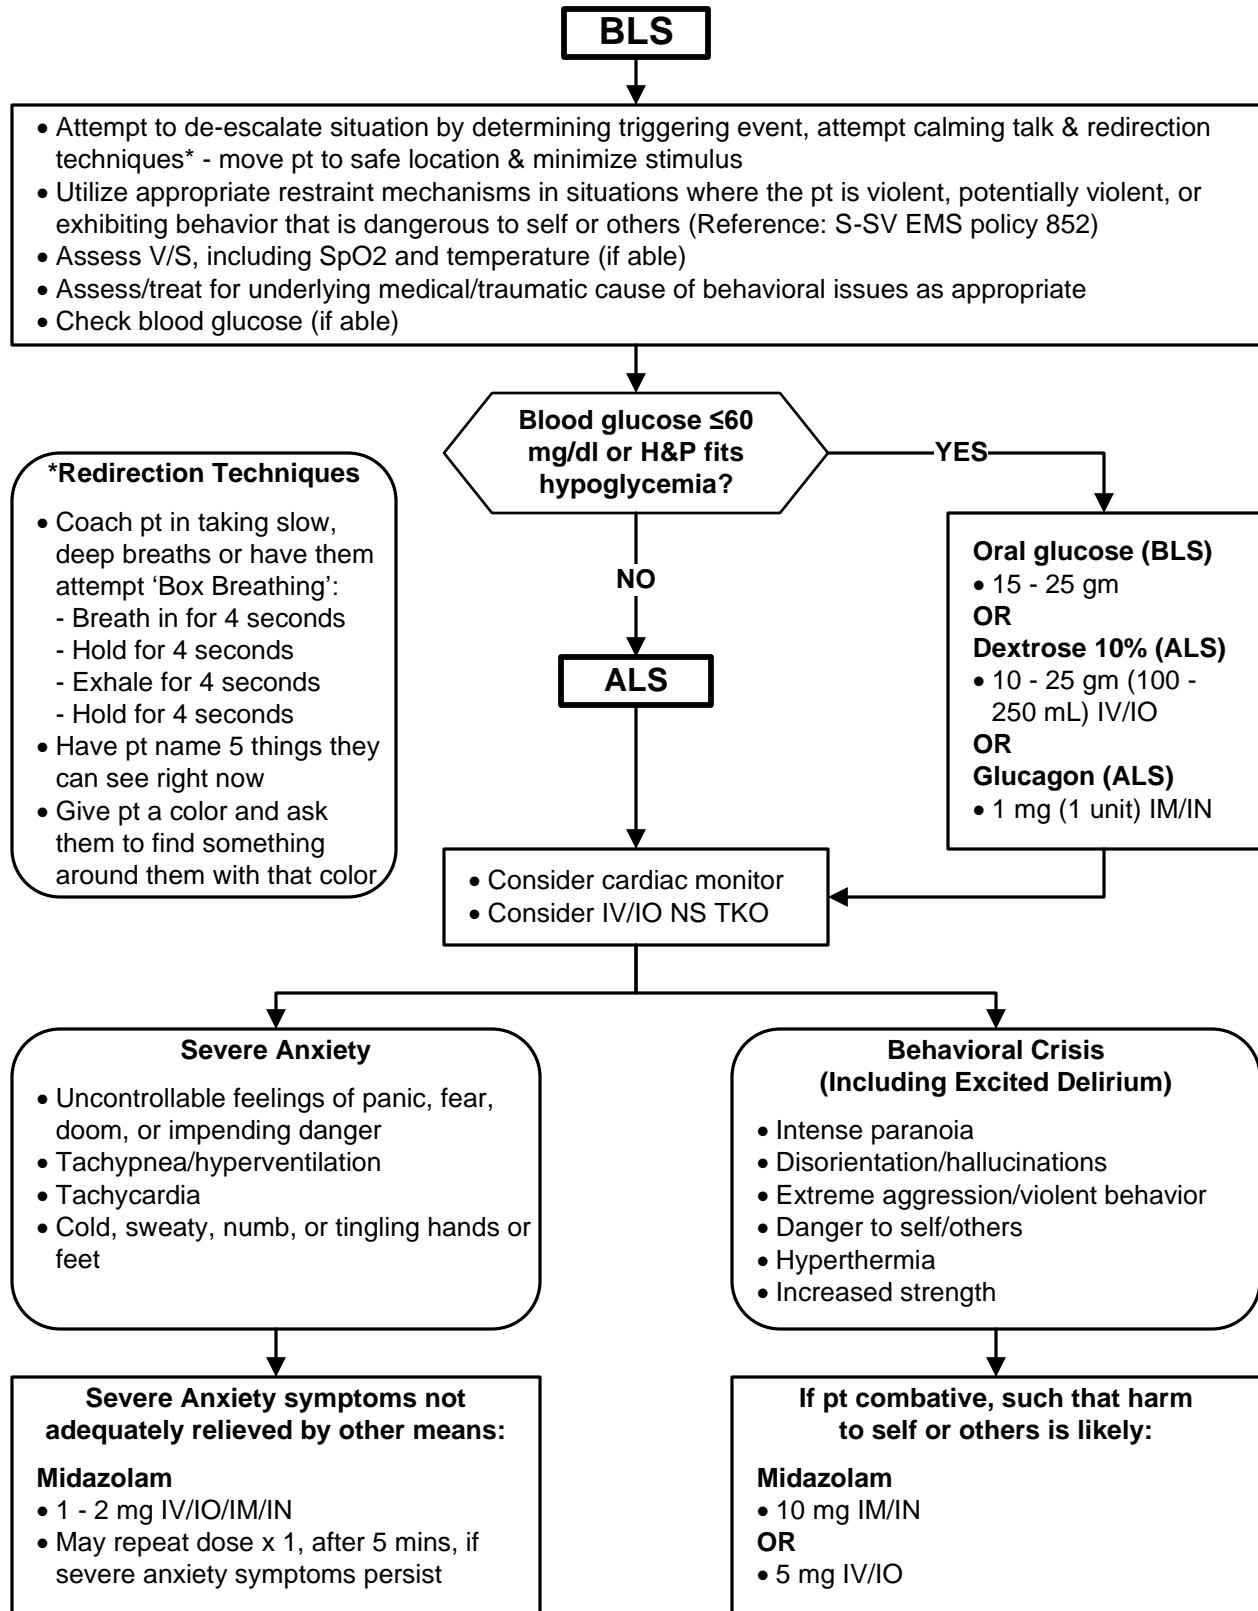 BLS
• Attempt to de-escalate situation by determining triggering event, attempt calming talk & redirection
techniques* - move pt to safe location & minimize stimulus
• Utilize appropriate restraint mechanisms in situations where the pt is violent, potentially violent, or
exhibiting behavior that is dangerous to self or others (Reference: S-SV EMS policy 852)
• Assess V/S, including SpO2 and temperature (if able)
• Assess/treat for underlying medical/traumatic cause of behavioral issues as appropriate
• Check blood glucose (if able)
Blood glucose ≤60
mg/dl or H&P fits
hypoglycemia?
YES
NO
*Redirection Techniques
• Coach pt in taking slow,
deep breaths or have them
attempt ‘Box Breathing’:
- Breath in for 4 seconds
- Hold for 4 seconds
- Exhale for 4 seconds
- Hold for 4 seconds
• Have pt name 5 things they
can see right now
• Give pt a color and ask
them to find something
around them with that color
Oral glucose (BLS)
• 15 - 25 gm
OR
Dextrose 10% (ALS)
• 10 - 25 gm (100 -
250 mL) IV/IO
OR
Glucagon (ALS)
• 1 mg (1 unit) IM/IN
ALS
• Consider cardiac monitor
• Consider IV/IO NS TKO
Severe Anxiety
• Uncontrollable feelings of panic, fear,
doom, or impending danger
• Tachypnea/hyperventilation
• Tachycardia
• Cold, sweaty, numb, or tingling hands or
feet
Behavioral Crisis
(Including Excited Delirium)
• Intense paranoia
• Disorientation/hallucinations
• Extreme aggression/violent behavior
• Danger to self/others
• Hyperthermia
• Increased strength
Severe Anxiety symptoms not
adequately relieved by other means:
Midazolam
• 1 - 2 mg IV/IO/IM/IN
• May repeat dose x 1, after 5 mins, if
severe anxiety symptoms persist
If pt combative, such that harm
to self or others is likely:
Midazolam
• 10 mg IM/IN
OR
• 5 mg IV/IO